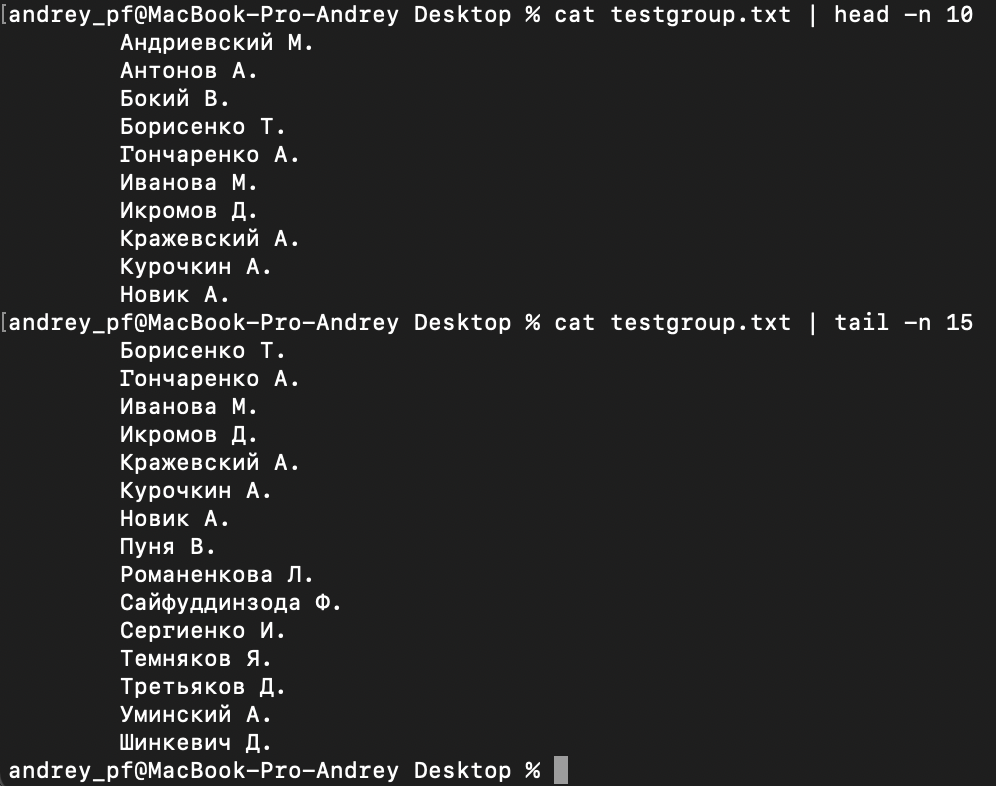 [andrey_pf@MacBook-Pro-Andrey Desktop % cat testgroup.txt | head -n 10
Андриевский М.
Антонов А.
Бокий В.
Борисенко Т.
Гончаренко А.
Иванова М.
Икромов Д.
Кражевский А.
Курочкин А.
Новик А.
[andrey_pf@MacBook-Pro-Andrey Desktop % cat testgroup.txt | tail -n 15
Борисенко Т.
Гончаренко А.
Иванова М.
Икромов Д.
Кражевский А.
Курочкин А.
Новик А.
Пуня В.
Романенкова Л.
Сайфуддинзода Ф.
Сергиенко И.
Темняков Я.
Третьяков Д.
Уминский А.
Шинкевич Д.
andrey_pf@MacBook-Pro-Andrey Desktop %